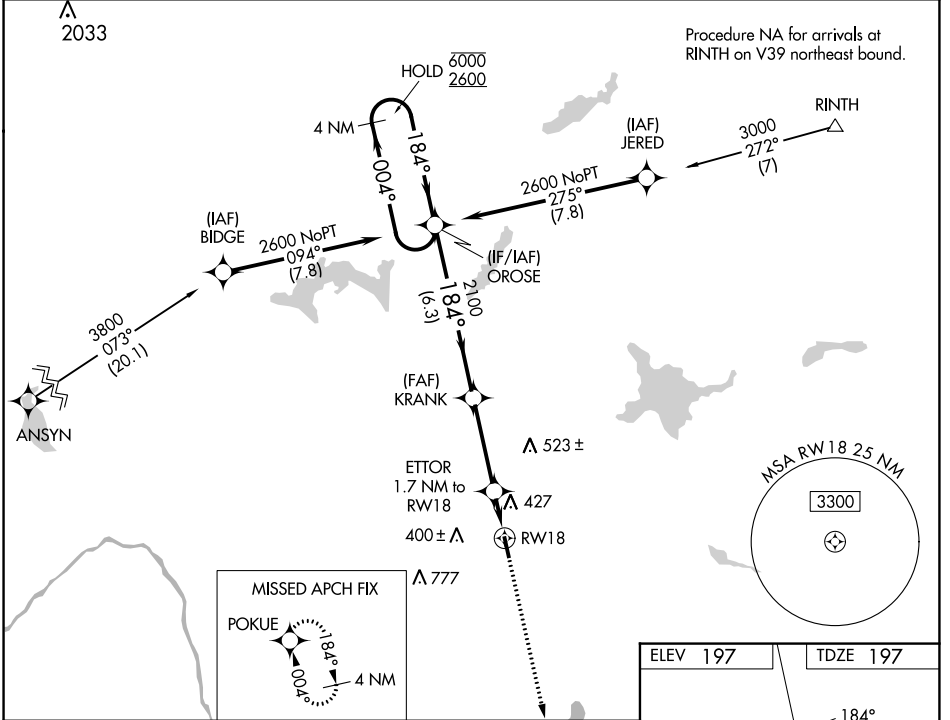 2033
Procedure NA for arrivals at
RINTH on V39 northeast bound.
HOLD
6000
2600
4 NM
184°
004°
RINTH
3000
272°
(7)
(IAF)
JERED
2600 NoPT
275°
(7.8)
(IAF)
BIDGE
2600 NoPT
094°
(7.8)
(IF/IAF)
OROSE
2100
184°
(6.3)
3800
073°
(20.1)
ANSYN
(FAF)
KRANK
523 ±
ETTOR
1.7 NM to
RW18
427
400 ±
RW18
777
MSA RW18 25 NM
3300
MISSED APCH FIX
POKUE
184°
004°
4 NM
ELEV 197
TDZE 197
184°